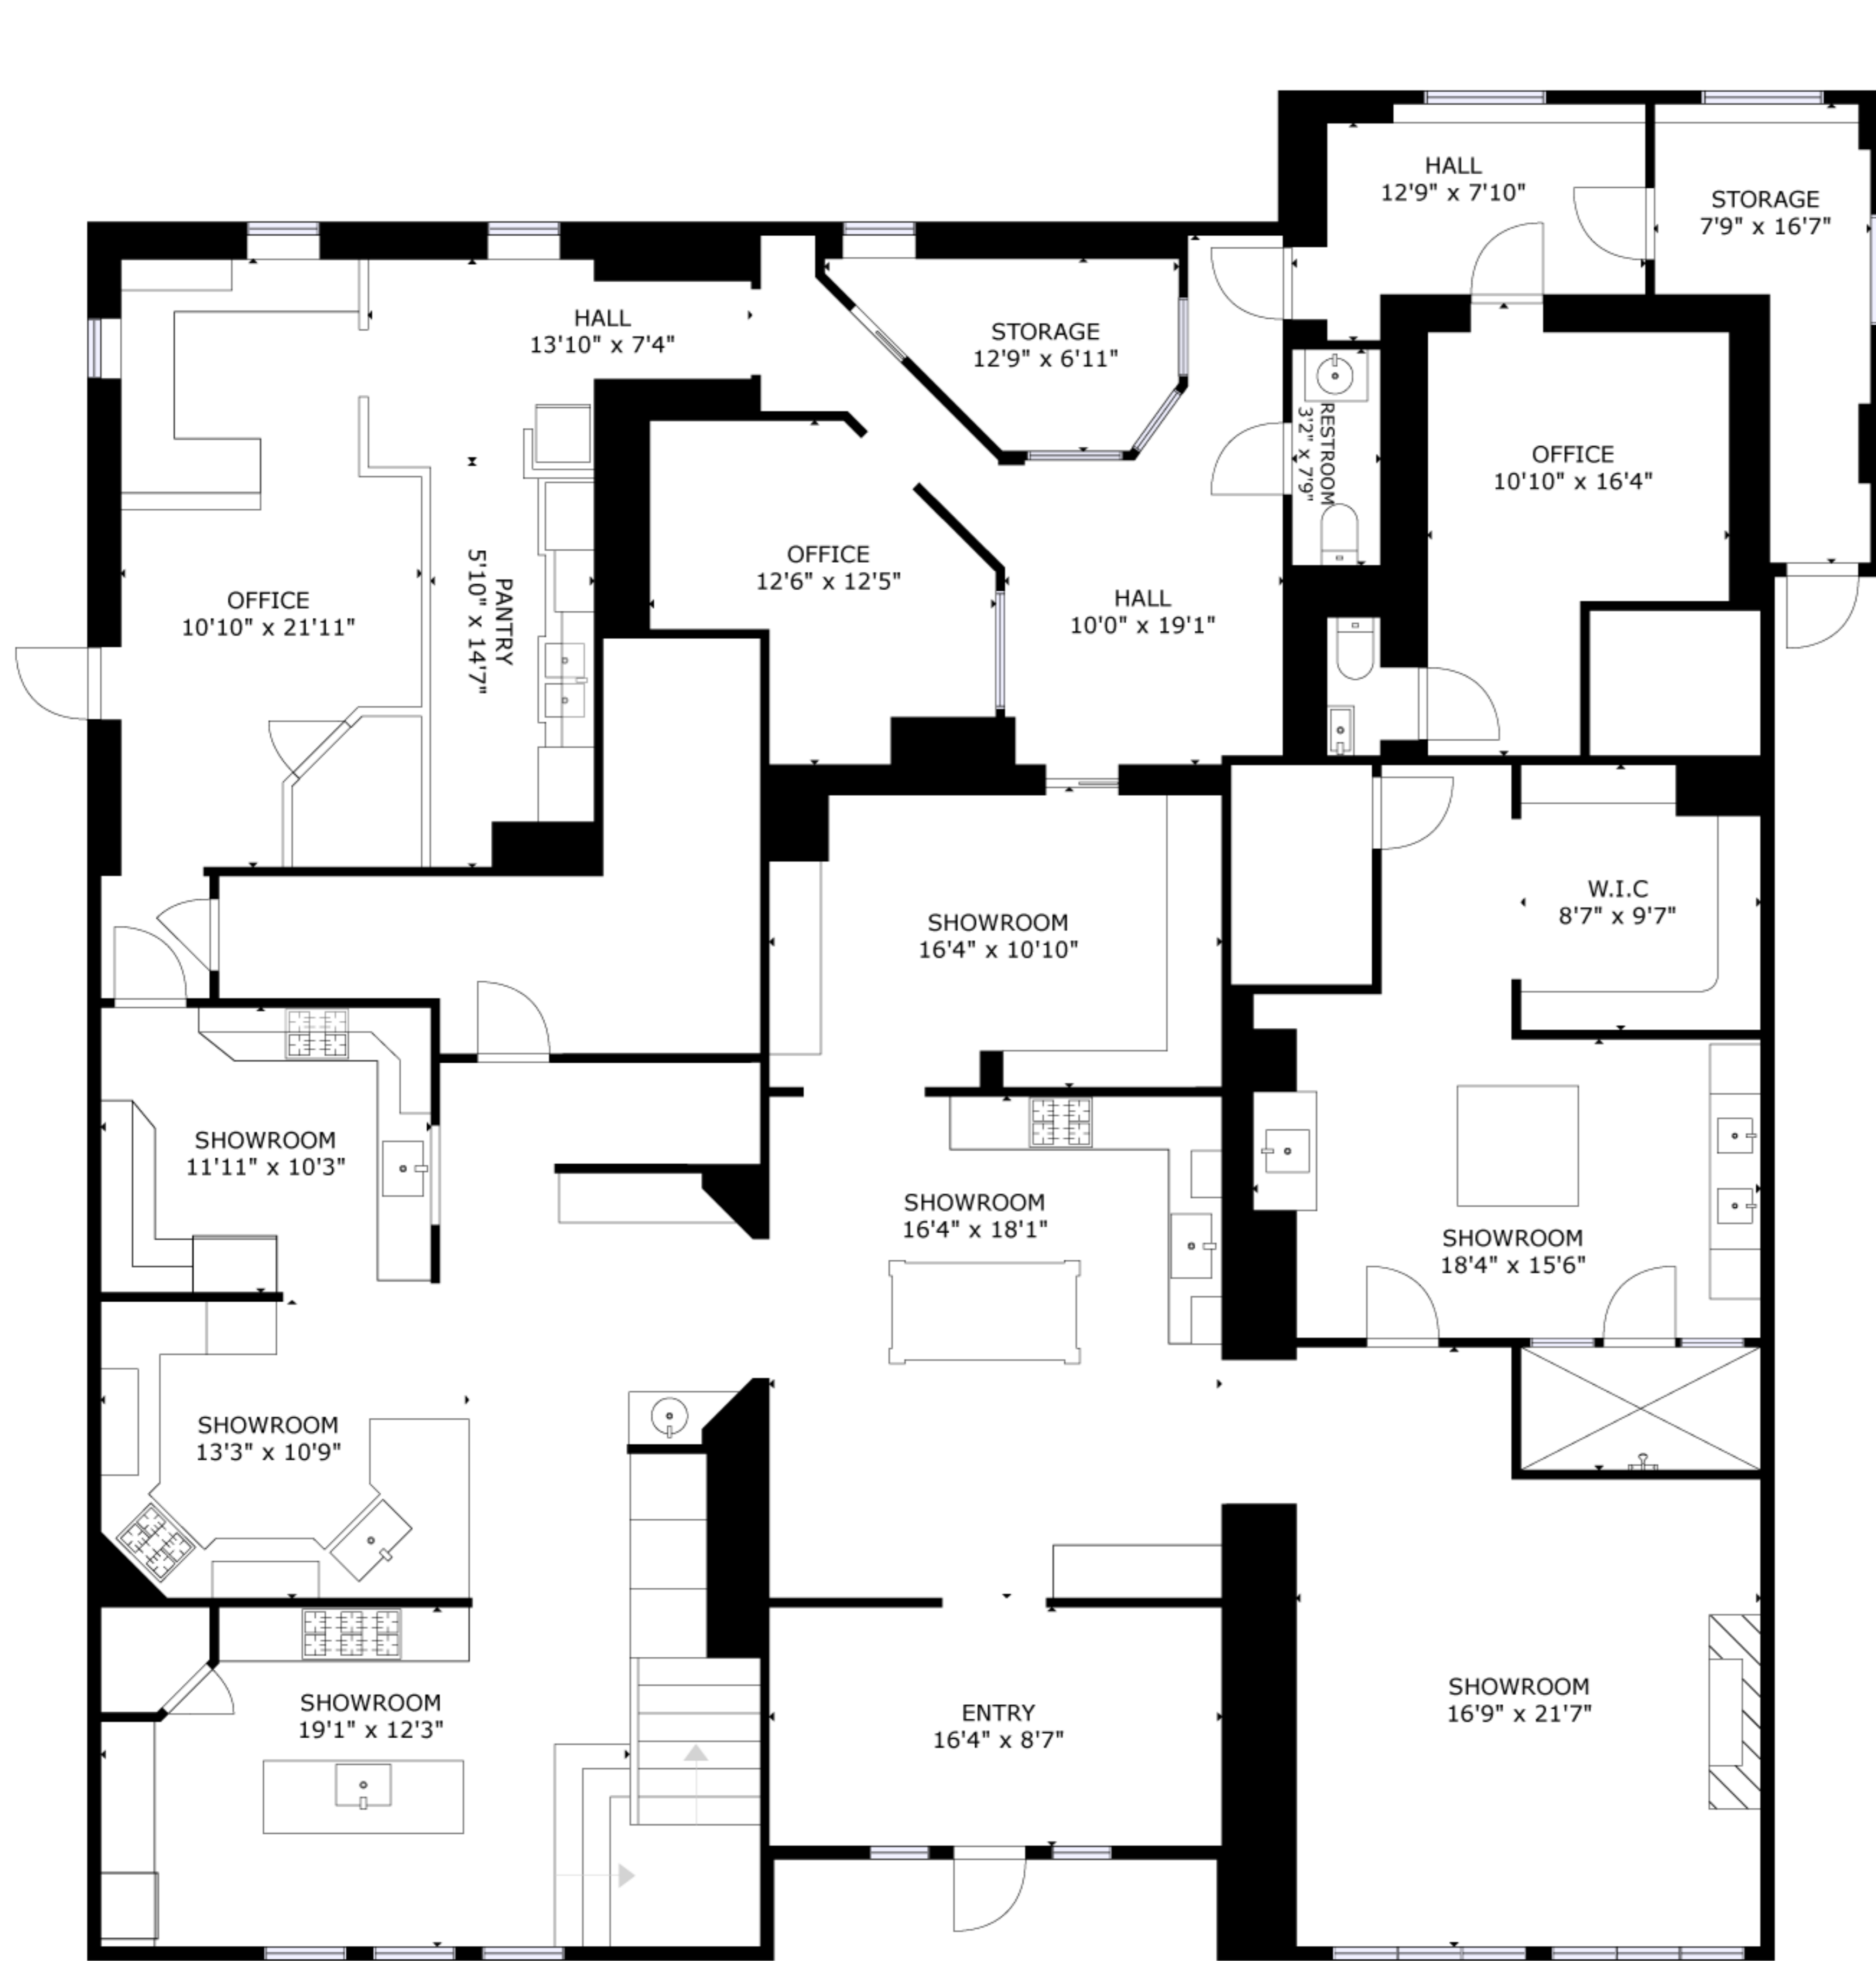 HALL
12'9" x 7'10"
STORAGE
7'9" x 16'7"
HALL
13'10" x 7'4"
STORAGE
12'9" x 6'11"
RESTROOM
3'2" x 7'9"
OFFICE
10'10" x 16'4"
OFFICE
12'6" x 12'5"
OFFICE
10'10" x 21'11"
PANTRY
5'10" x 14'7"
HALL
10'0" x 19'1"
W.I.C
8'7" x 9'7"
SHOWROOM
16'4" x 10'10"
SHOWROOM
11'11" x 10'3"
SHOWROOM
16'4" x 18'1"
SHOWROOM
18'4" x 15'6"
SHOWROOM
13'3" x 10'9"
SHOWROOM
19'1" x 12'3"
ENTRY
16'4" x 8'7"
SHOWROOM
16'9" x 21'7"